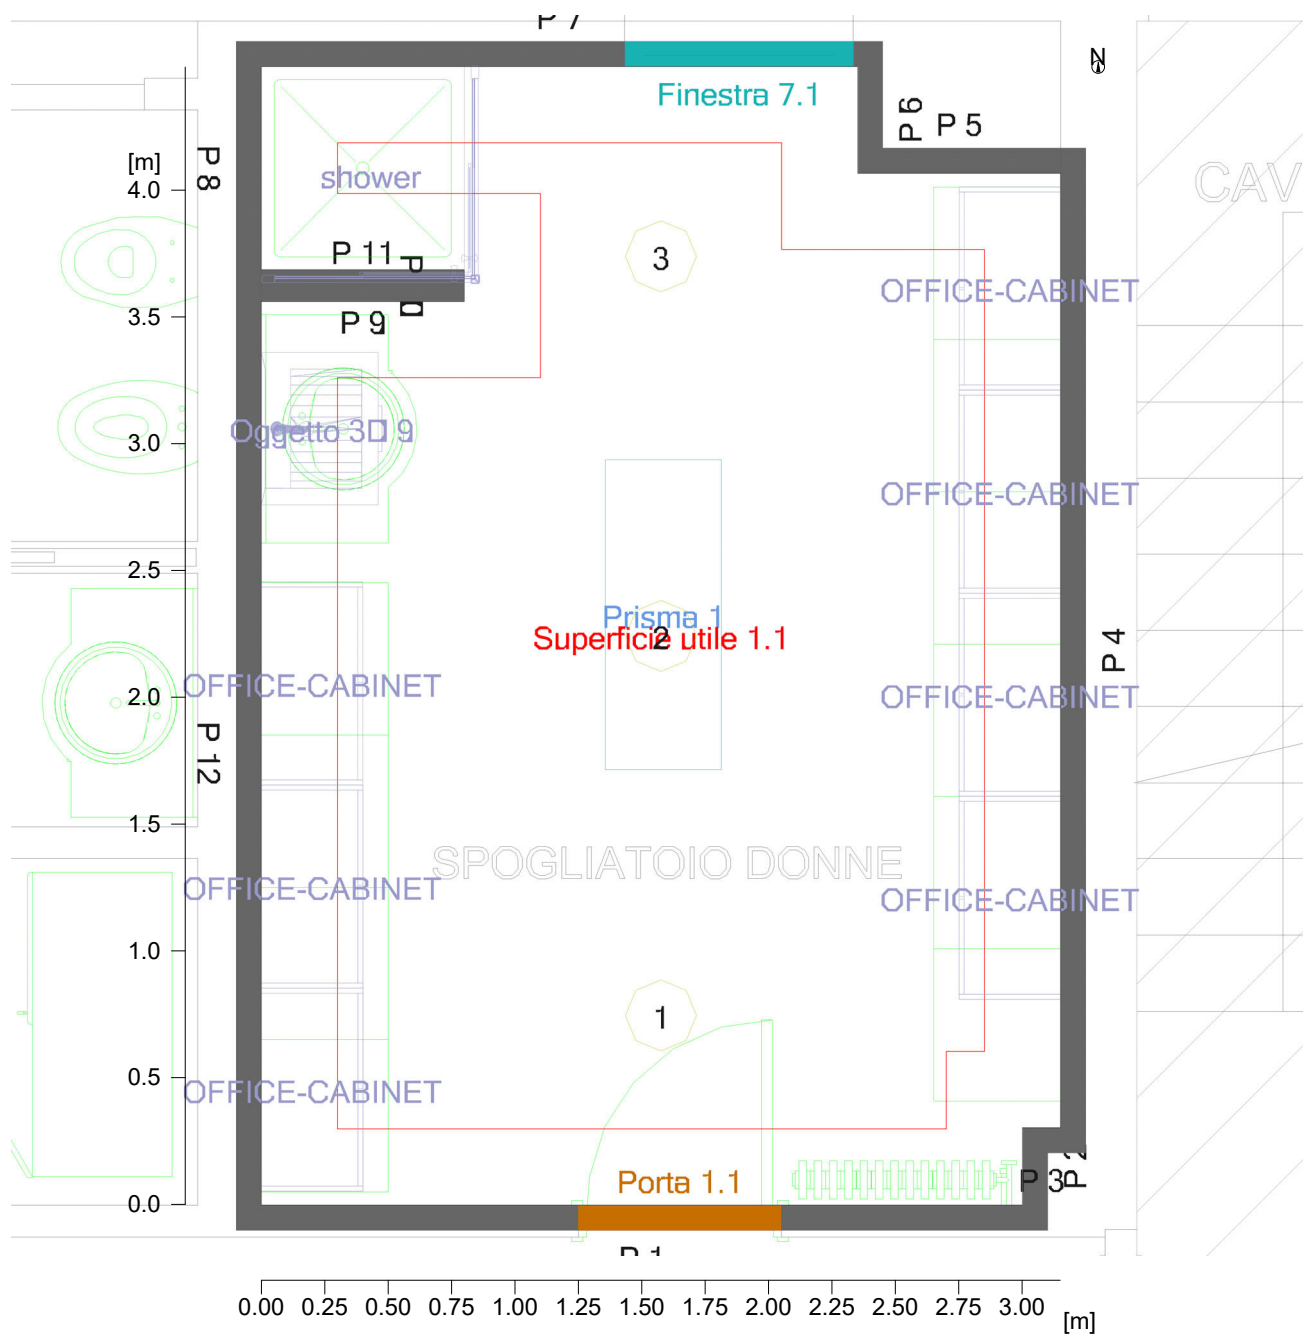 P 7
N
Finestra 7.1
P 6
P 5
[m]
P 8
shower
CAV
4.0
P 11
P 10
3
OFFICE-CABINET
3.5
P 9
Oggetto 3D 9
3.0
OFFICE-CABINET
2.5
Prisma 1
Superficie utile 1.1
2
P 4
OFFICE-CABINET
2.0
OFFICE-CABINET
P 12
1.5
SPOGLIATOIO DONNE
OFFICE-CABINET
OFFICE-CABINET
1.0
1
0.5
OFFICE-CABINET
Porta 1.1
P 3
P 2
0.0
P 1
0.00 0.25 0.50 0.75 1.00 1.25 1.50 1.75 2.00 2.25 2.50 2.75 3.00
[m]